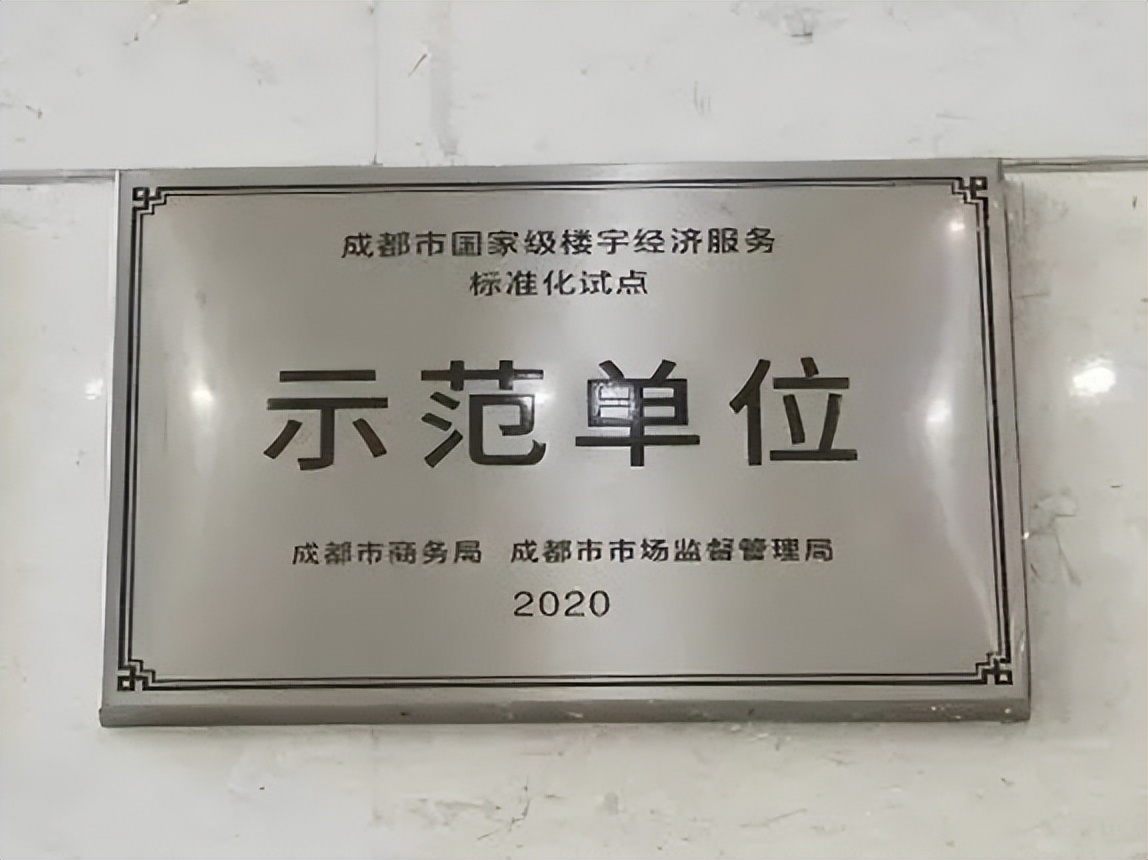 成都市国家级楼宇经济服务
标准化试点
示范单位
成都市商务局 成都市市场监督管理局
2020